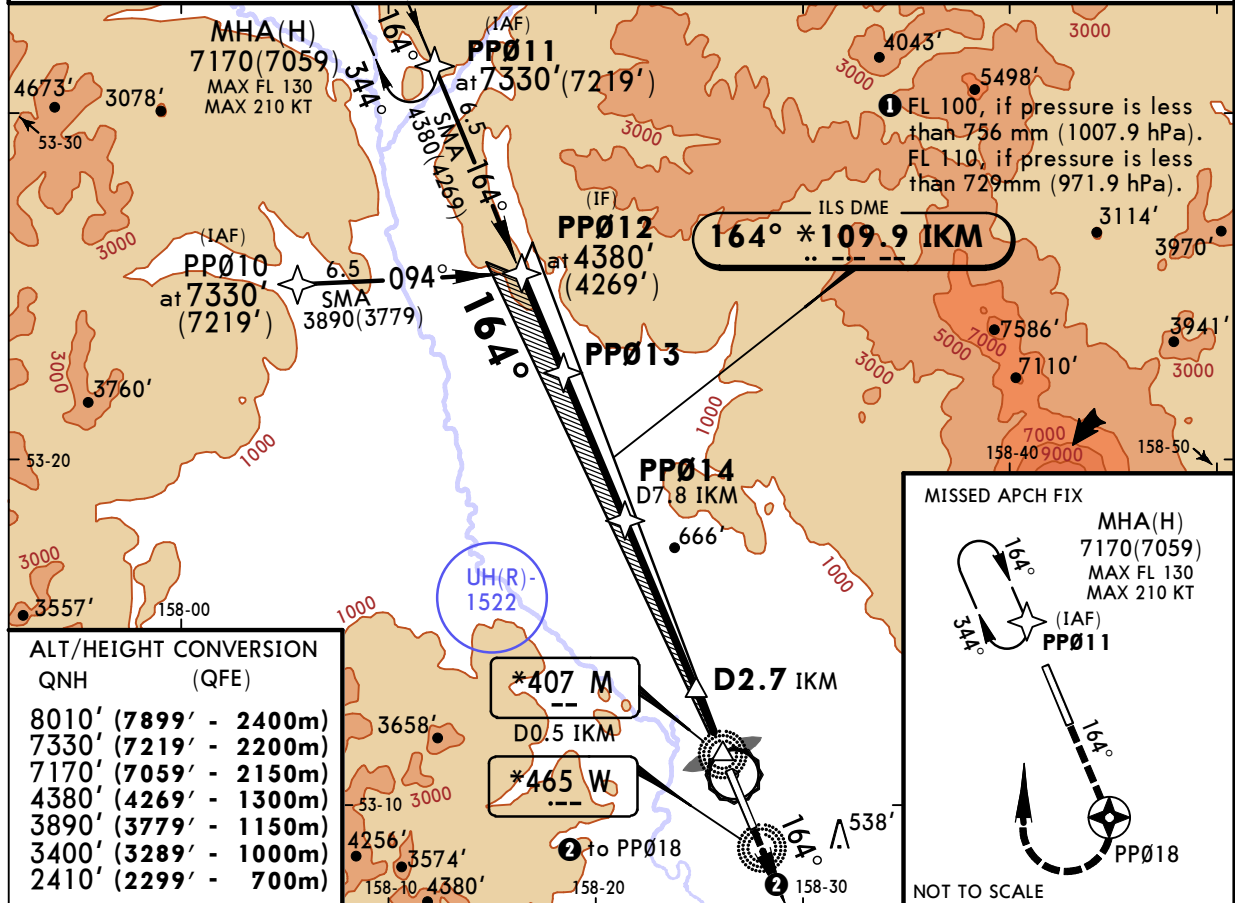 MHA(H)
7170(7059)
MAX FL 130
MAX 210 KT
164°
344°
(IAF)
PPØ11
at 7330'(7219')
6.5
SMA
4380(4269)
164°
4673'
3078'
53-30
3000
3000
4043'
3000
5498'
3000
❶ FL 100, if pressure is less
than 756 mm (1007.9 hPa).
FL 110, if pressure is less
than 729mm (971.9 hPa).
ILS DME
164° *109.9 IKM
3114'
3970'
(IAF)
PPØ10
at 7330'
(7219')
6.5
SMA
3890(3779)
094°
(IF)
PPØ12
at 4380'
(4269')
164°
PPØ13
3000
3760'
1000
1000
7586'
7000
5000
7110'
3000
3941'
3000
53-20
7000
9000
158-40
158-50
PPØ14
D7.8 IKM
666'
1000
3000
3557'
158-00
1000
UH(R)-
1522
ALT/HEIGHT CONVERSION
QNH (QFE)
8010' (7899' - 2400m)
7330' (7219' - 2200m)
7170' (7059' - 2150m)
4380' (4269' - 1300m)
3890' (3779' - 1150m)
3400' (3289' - 1000m)
2410' (2299' - 700m)
*407 M
D0.5 IKM
D2.7 IKM
*465 W
3658'
53-10
3000
4256'
3574'
158-10
4380'
❷ to PPØ18
158-20
164°
538'
❷
158-30
MISSED APCH FIX
MHA(H)
7170(7059)
MAX FL 130
MAX 210 KT
164°
344°
(IAF)
PPØ11
164°
PPØ18
NOT TO SCALE